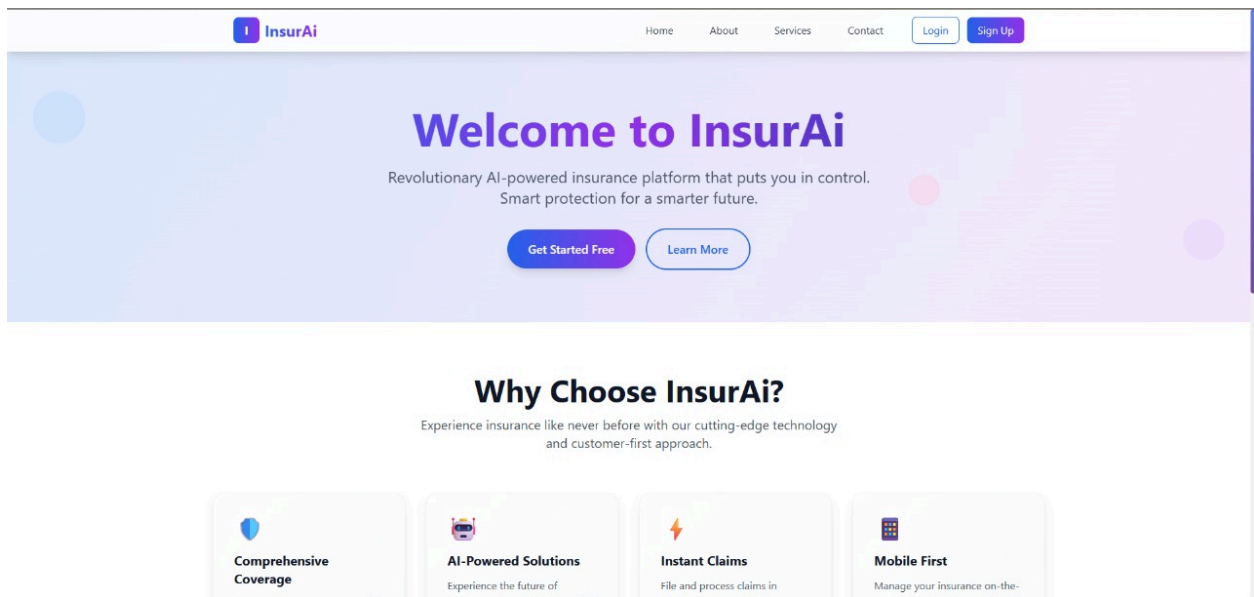 I InsurAi
Home About Services Contact Login Sign Up
Welcome to InsurAi
Revolutionary AI-powered insurance platform that puts you in control.
Smart protection for a smarter future.
Get Started Free Learn More
Why Choose InsurAi?
Experience insurance like never before with our cutting-edge technology
and customer-first approach.
Comprehensive
Coverage
AI-Powered Solutions
Experience the future of
Instant Claims
File and process claims in
Mobile First
Manage your insurance on-the-